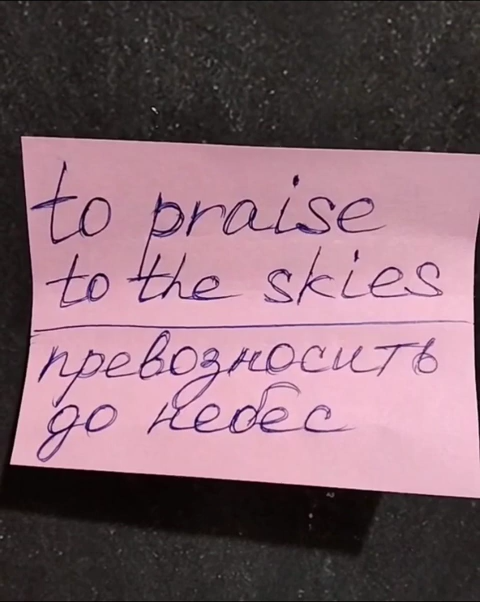 to praise
to the skies
превозносить
до небес